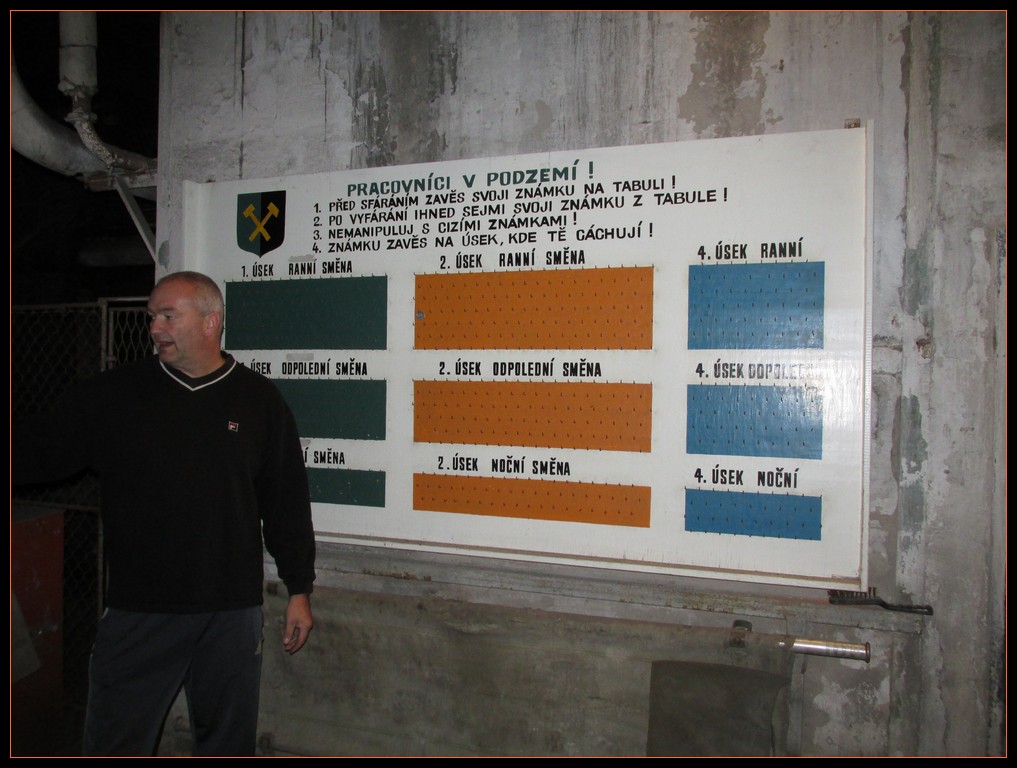 PRACOVNÍCI V PODZEMÍ !
1. PŘED SFÁRÁNÍM ZAVĚS SVOJI ZNÁMKU NA TABULI !
2. PO VYFÁRÁNÍ IHNED SEJMI SVOJI ZNÁMKU Z TABULE !
3. NEMANIPULUJ S CIZÍMI ZNÁMKAMI !
4. ZNÁMKU ZAVĚS NA ÚSEK, KDE TĚ CÁCHUJÍ !
1. ÚSEK RANNÍ SMĚNA
2. ÚSEK RANNÍ SMĚNA
4. ÚSEK RANNÍ
ÚSEK ODPOLEDNÍ SMĚNA
2. ÚSEK ODPOLEDNÍ SMĚNA
4. ÚSEK
SMĚNA
2. ÚSEK NOČNÍ SMĚNA
4. ÚSEK NOČNÍ